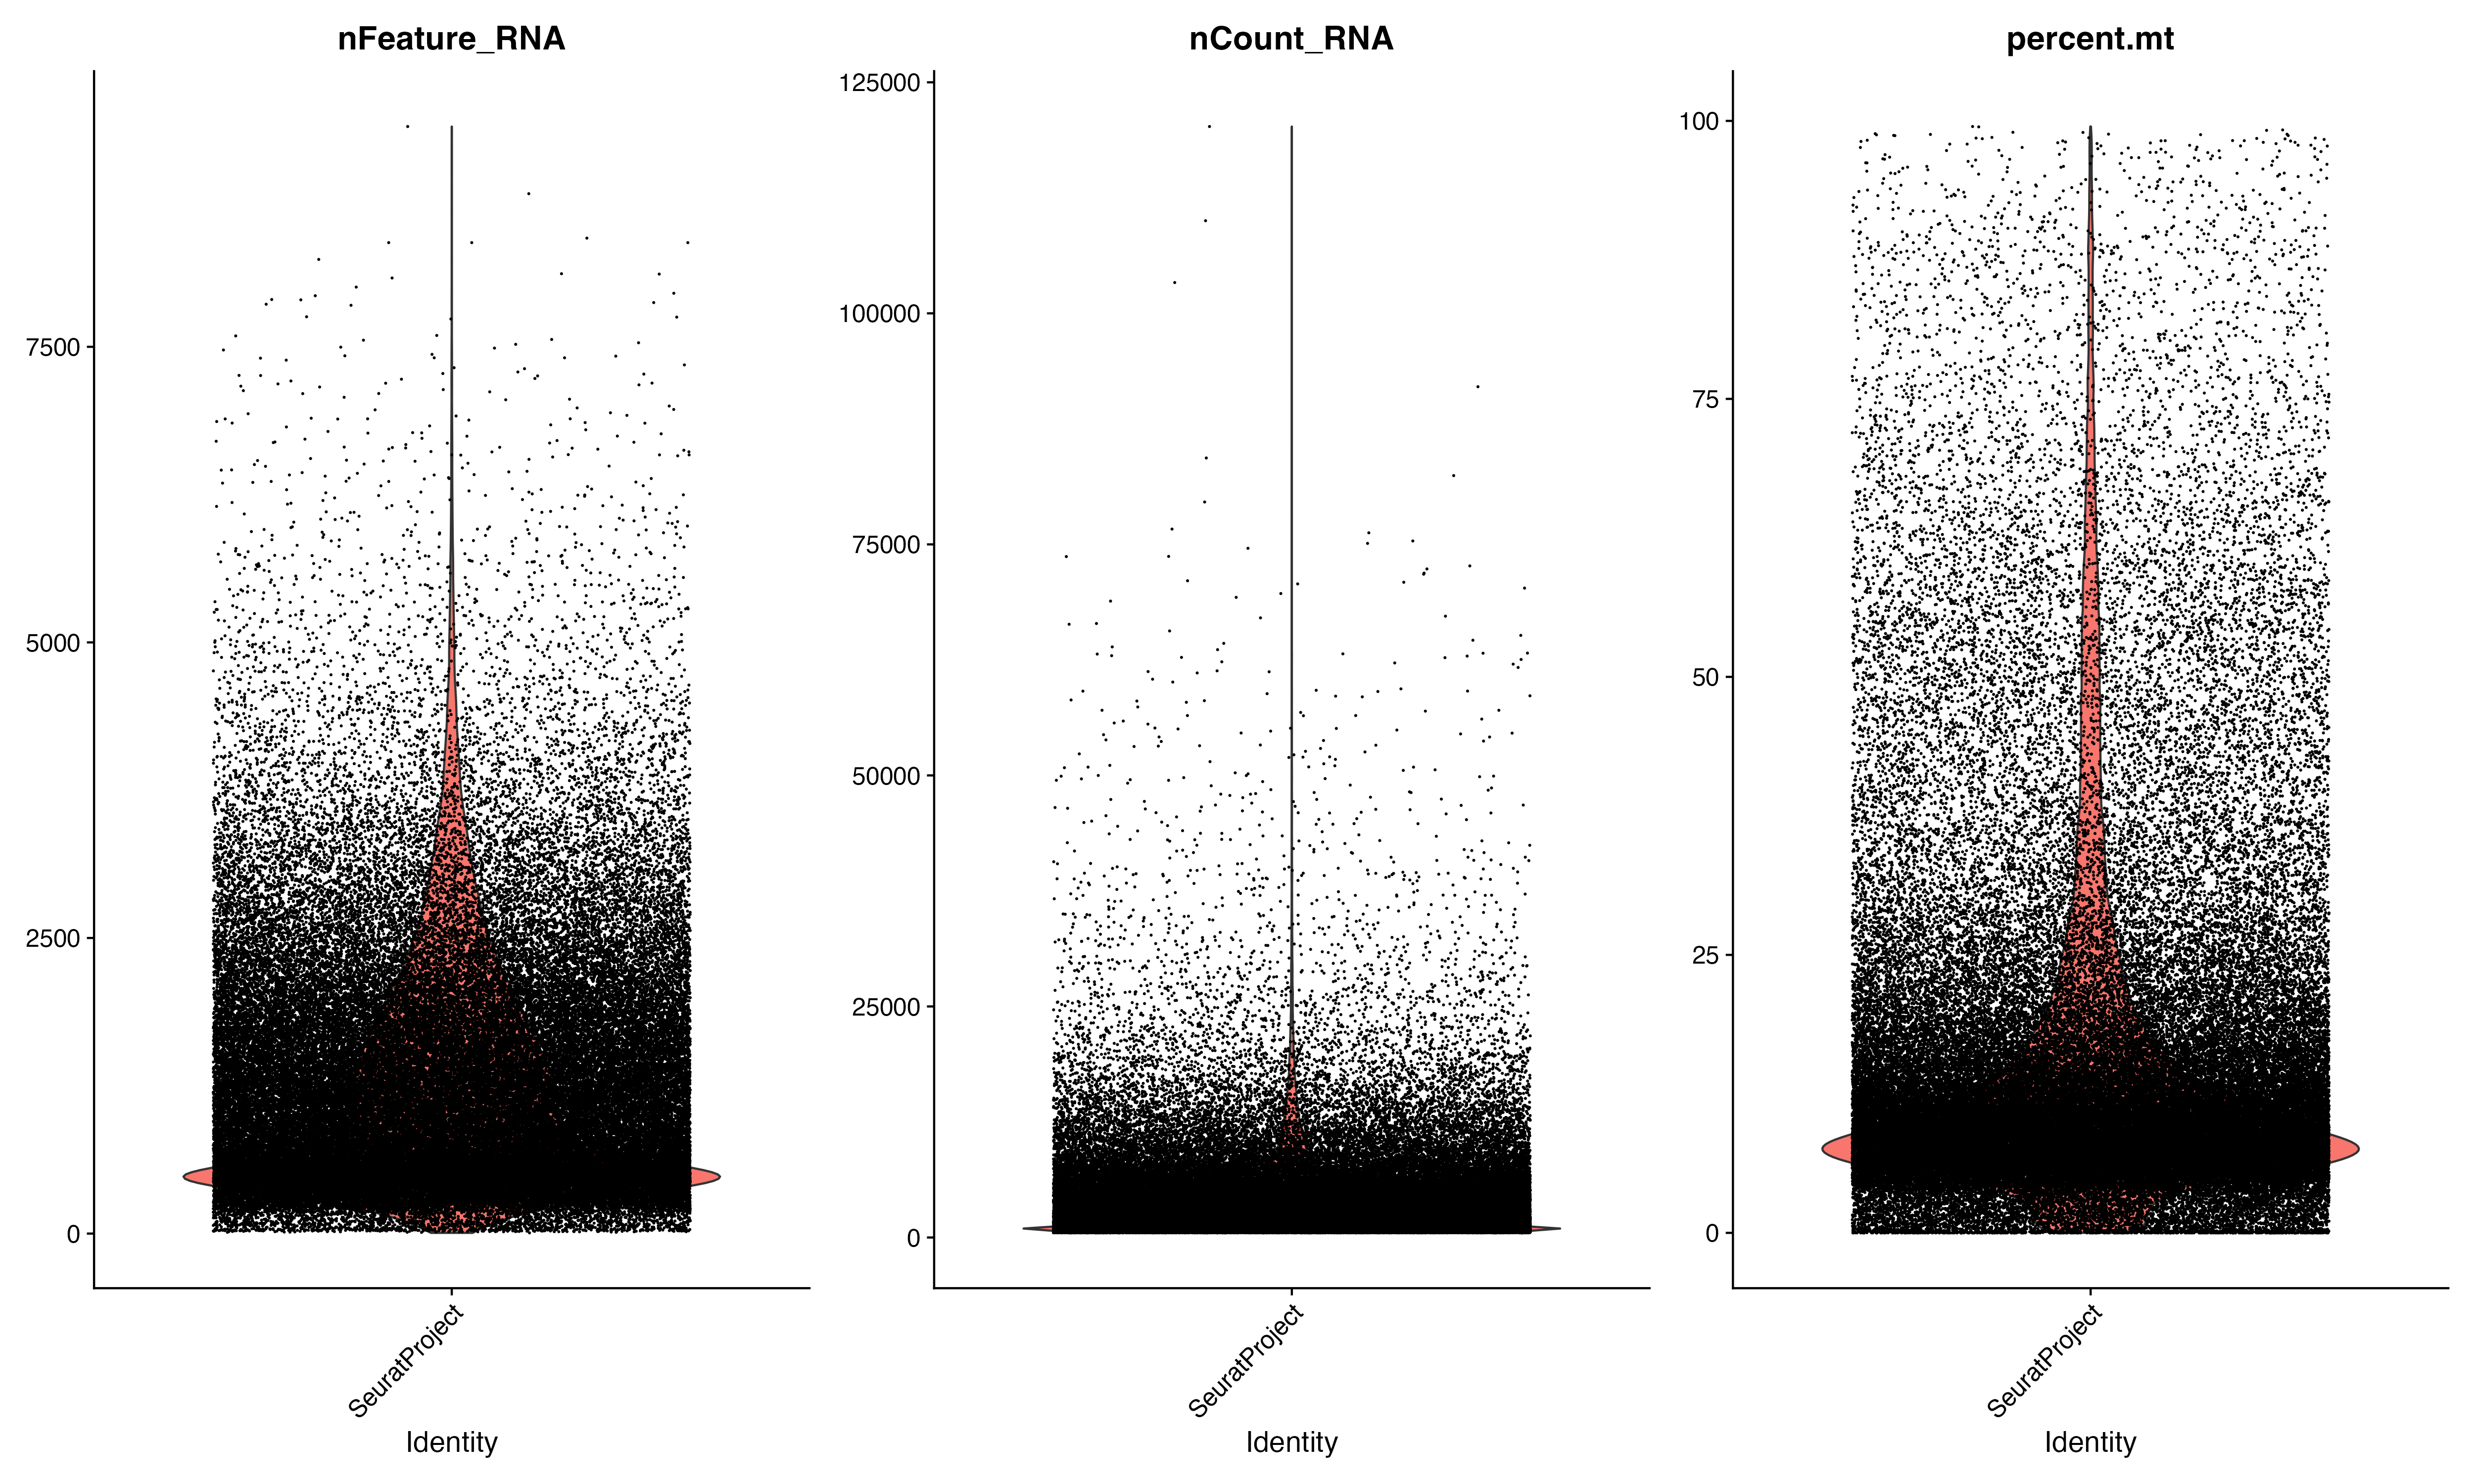 nFeature_RNA
7500
5000
2500
0
SeuratProject
Identity
nCount_RNA
125000
100000
75000
50000
25000
0
SeuratProject
Identity
percent.mt
100
75
50
25
0
SeuratProject
Identity